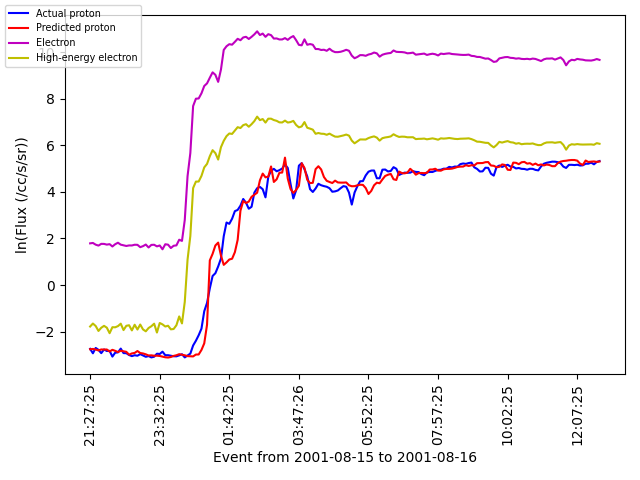 Actual proton
Predicted proton
Electron
High-energy electron
10
8
6
4
2
0
−2
ln(Flux (/cc/s/sr))
21:27:25
23:32:25
01:42:25
03:47:26
05:52:25
07:57:25
10:02:25
12:07:25
Event from 2001-08-15 to 2001-08-16